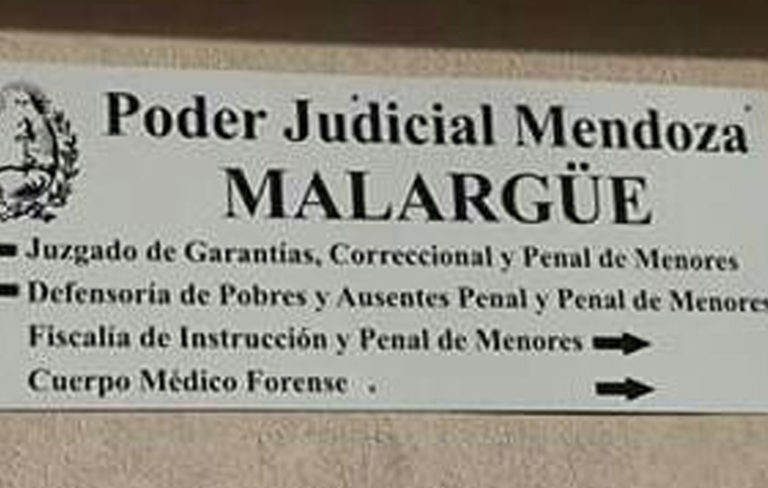 Poder Judicial Mendoza
MALARGÜE
Juzgado de Garantías, Correccional y Penal de Menores
Defensoría de Pobres y Ausentes Penal y Penal de Menores
Fiscalía de Instrucción y Penal de Menores
Cuerpo Médico Forense